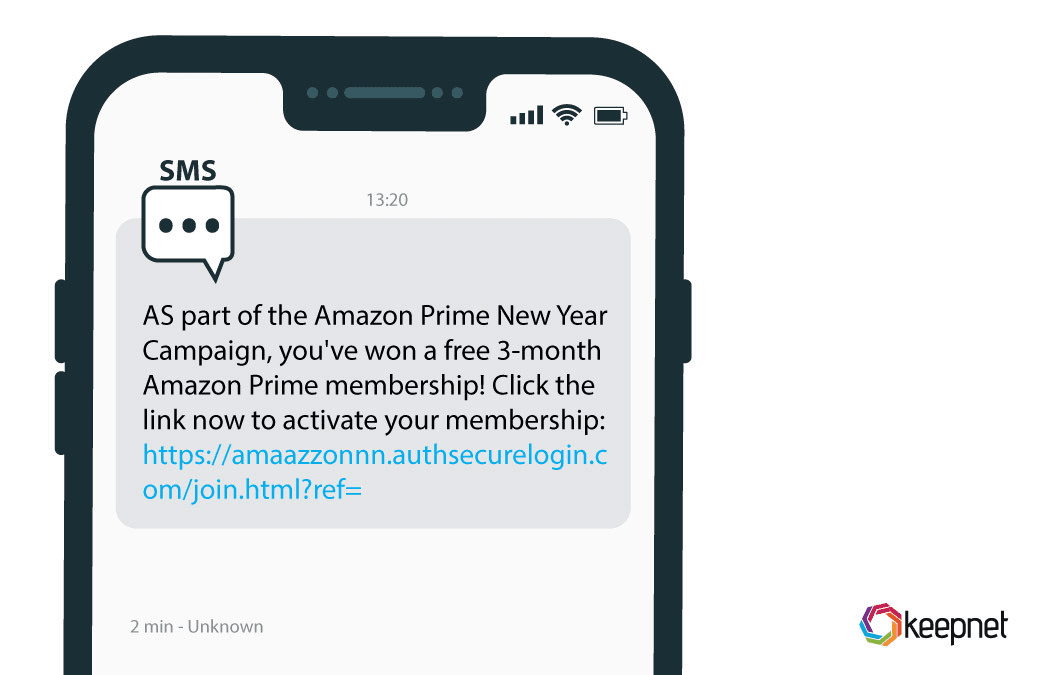 SMS
13:20
AS part of the Amazon Prime New Year
Campaign, you've won a free 3-month
Amazon Prime membership! Click the
link now to activate your membership:
https://amaazzonnn.authsecurelogin.c
om/join.html?ref=
2 min - Unknown
keepnet